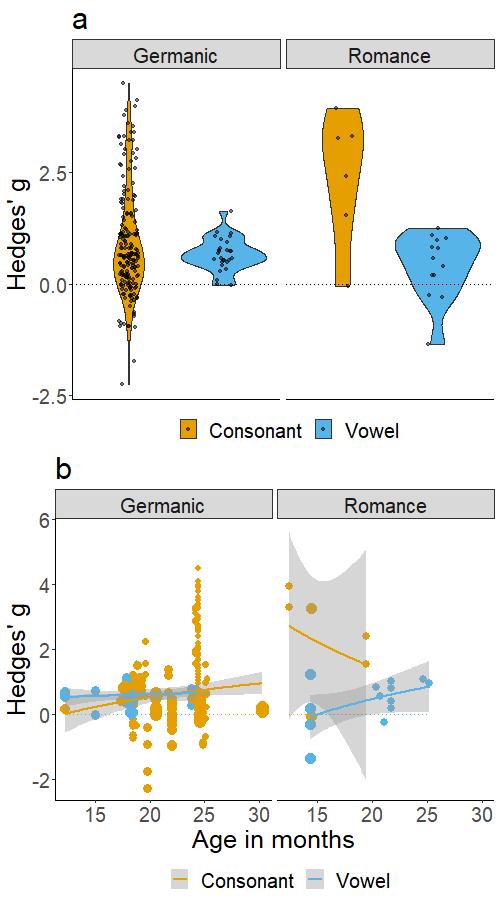 a
Germanic Romance
Hedges' g
2.5
0.0
-2.5
Consonant Vowel
b
Germanic Romance
Hedges' g
6
4
2
0
-2
15 20 25 30 15 20 25 30
Age in months
Consonant Vowel